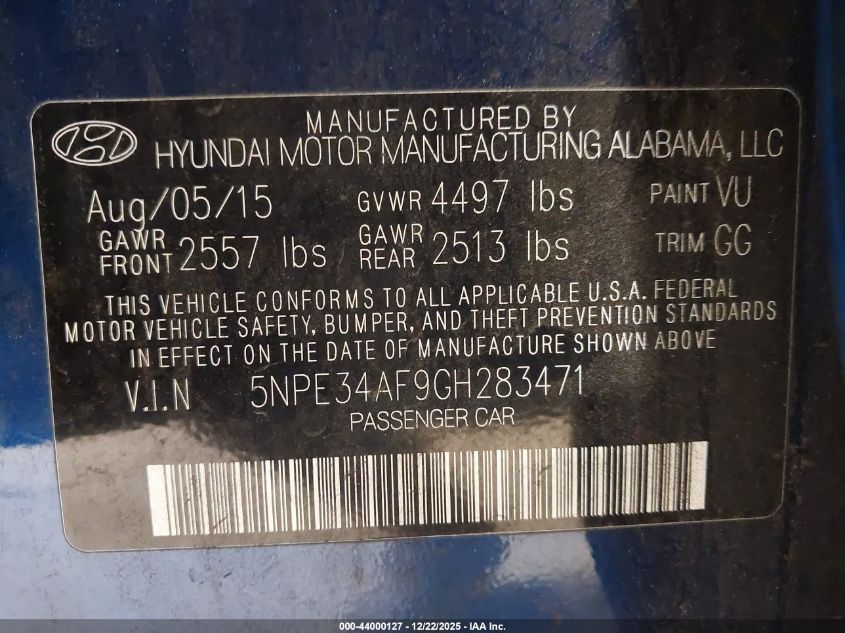 MANUFACTURED BY
HYUNDAI MOTOR MANUFACTURING ALABAMA, LLC
Aug/05/15 GVWR 4497 lbs PAINT VU
GAWR FRONT 2557 lbs GAWR REAR 2513 lbs TRIM GG
THIS VEHICLE CONFORMS TO ALL APPLICABLE U.S.A. FEDERAL
MOTOR VEHICLE SAFETY, BUMPER, AND THEFT PREVENTION STANDARDS
IN EFFECT ON THE DATE OF MANUFACTURE SHOWN ABOVE
V.I.N 5NPE34AF9GH283471
PASSENGER CAR
000-44000127 - 12/22/2025 - IAA Inc.